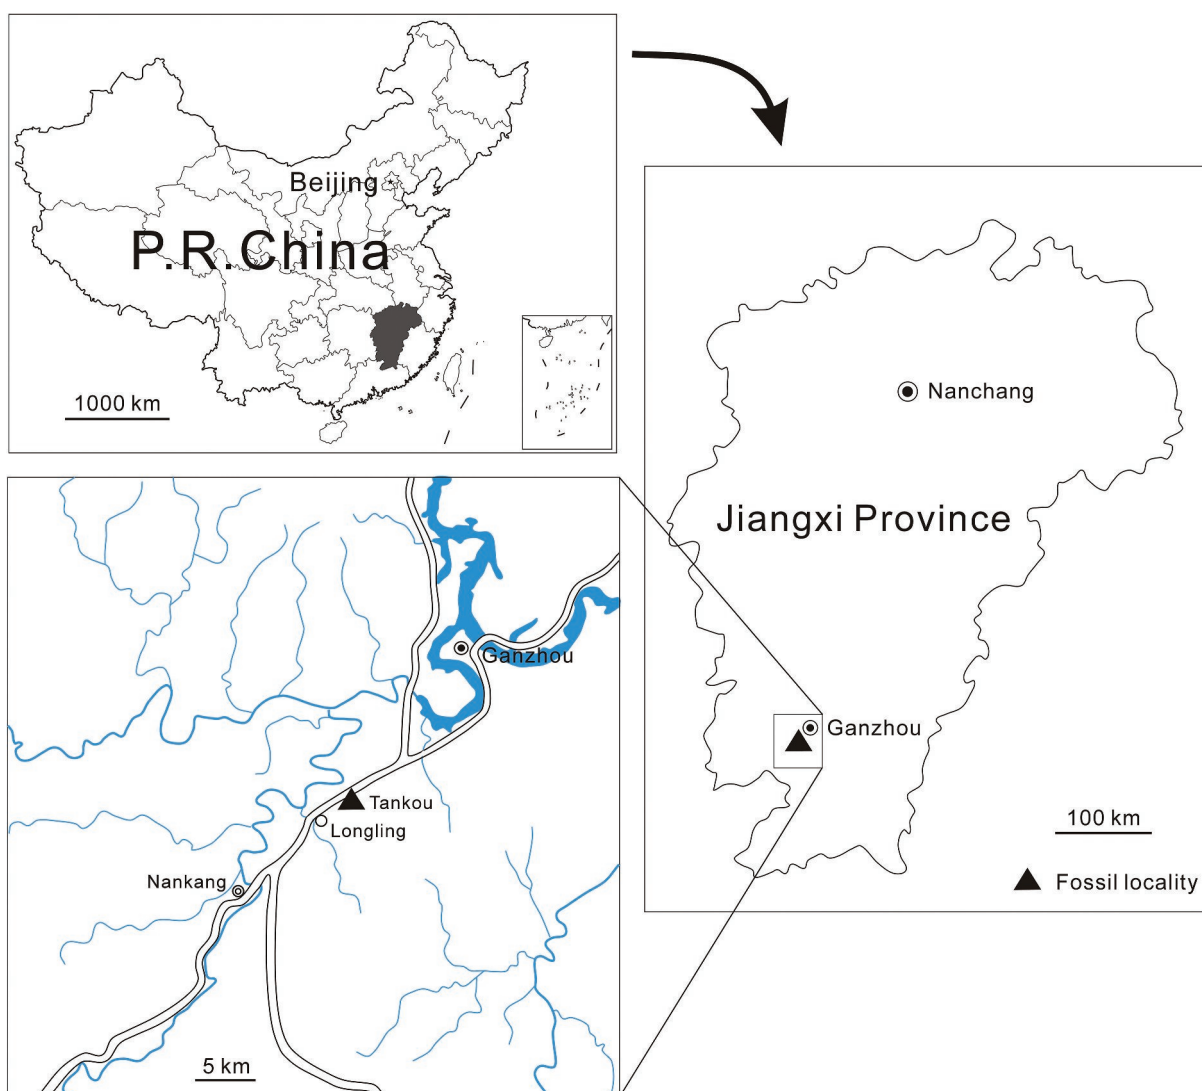 Beijing
P.R.China
1000 km
Nanchang
Jiangxi Province
Ganzhou
100 km
Fossil locality
Ganzhou
Tankou
Longling
Nankang
5 km